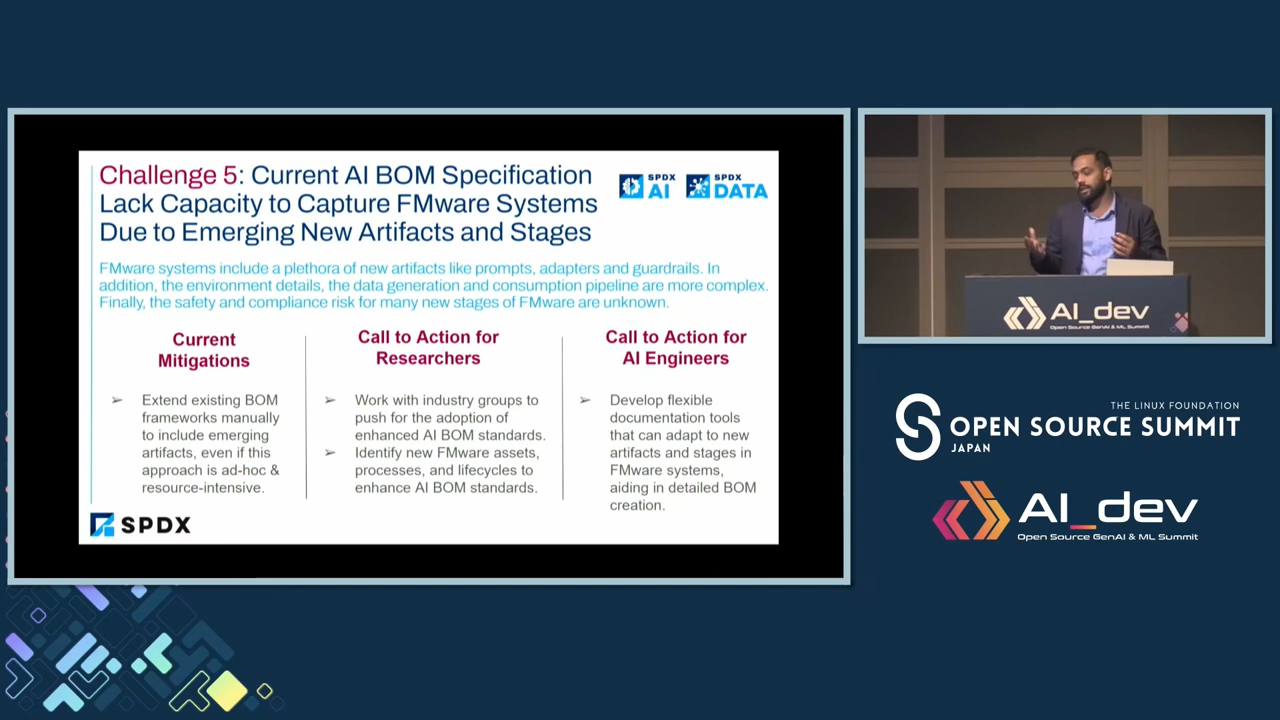 Challenge 5: Current AI BOM Specification
Lack Capacity to Capture FMware Systems
Due to Emerging New Artifacts and Stages
SPDX
AI
SPDX
DATA
FMware systems include a plethora of new artifacts like prompts, adapters and guardrails. In
addition, the environment details, the data generation and consumption pipeline are more complex.
Finally, the safety and compliance risk for many new stages of FMware are unknown.
Current
Mitigations
➢ Extend existing BOM
frameworks manually
to include emerging
artifacts, even if this
approach is ad-hoc &
resource-intensive.
Call to Action for
Researchers
➢ Work with industry groups to
push for the adoption of
enhanced AI BOM standards.
➢ Identify new FMware assets,
processes, and lifecycles to
enhance AI BOM standards.
Call to Action for
AI Engineers
➢ Develop flexible
documentation tools
that can adapt to new
artifacts and stages in
FMware systems,
aiding in detailed BOM
creation.
SPDX
AI_dev
Open Source GenAI & ML Summit
THE LINUX FOUNDATION
OPEN SOURCE SUMMIT
JAPAN
AI_dev
Open Source GenAI & ML Summit